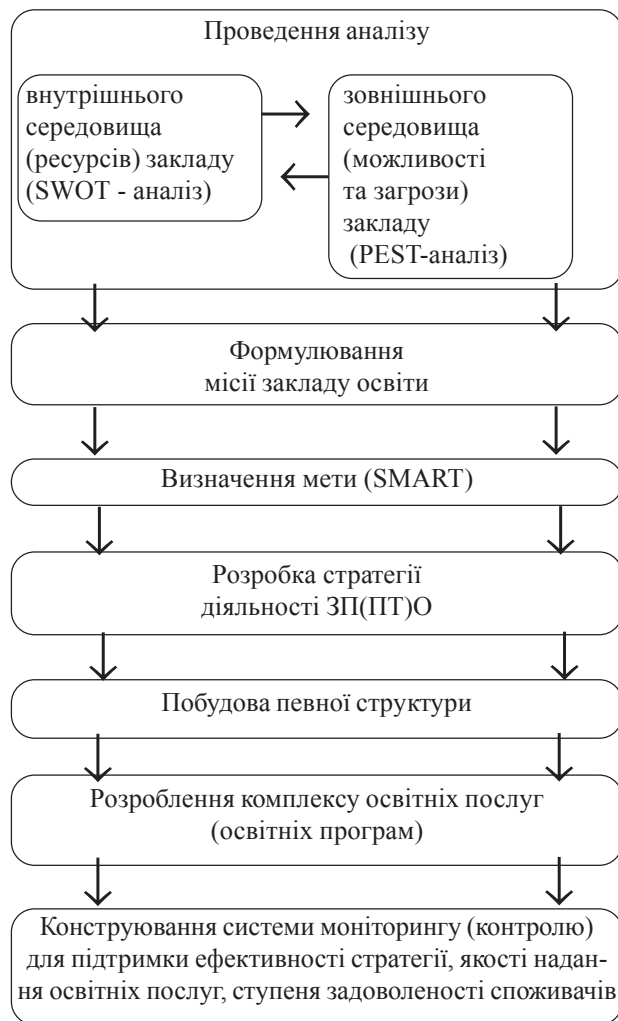 Проведення аналізу
внутрішнього
середовища
(ресурсів) закладу
(SWOT - аналіз)
зовнішнього
середовища
(можливості
та загрози)
закладу
(PEST-аналіз)
Формулювання
місії закладу освіти
Визначення мети (SMART)
Розробка стратегії
діяльності ЗП(ПТ)О
Побудова певної структури
Розроблення комплексу освітніх послуг
(освітніх програм)
Конструювання системи моніторингу (контролю)
для підтримки ефективності стратегії, якості надан-
ня освітніх послуг, ступеня задоволеності споживачів